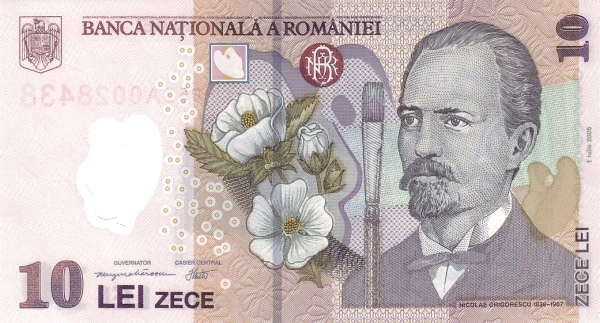 BANCA NAȚIONALĂ A ROMÂNIEI
10
GUVERNATOR
CASIER CENTRAL
10 LEI ZECE
1 iulie 2005
ZECE LEI
NICOLAE GRIGORESCU 1838-1907